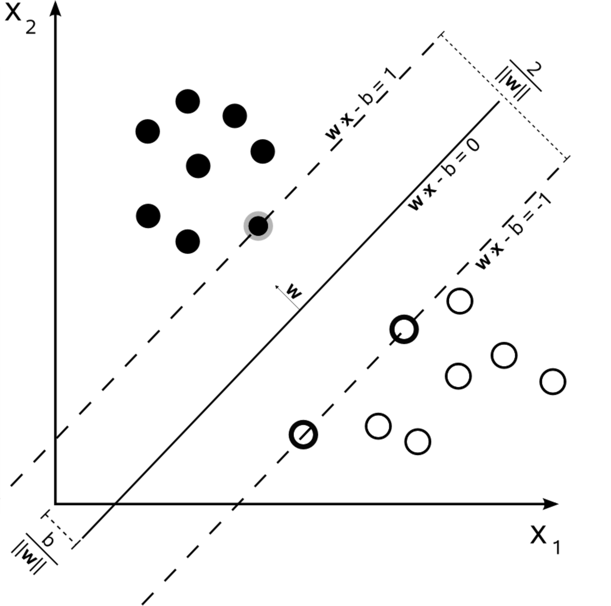 X2
w·x - b = 1
2
||w||
w·x - b = 0
w·x - b = -1
w
b
||w||
X1